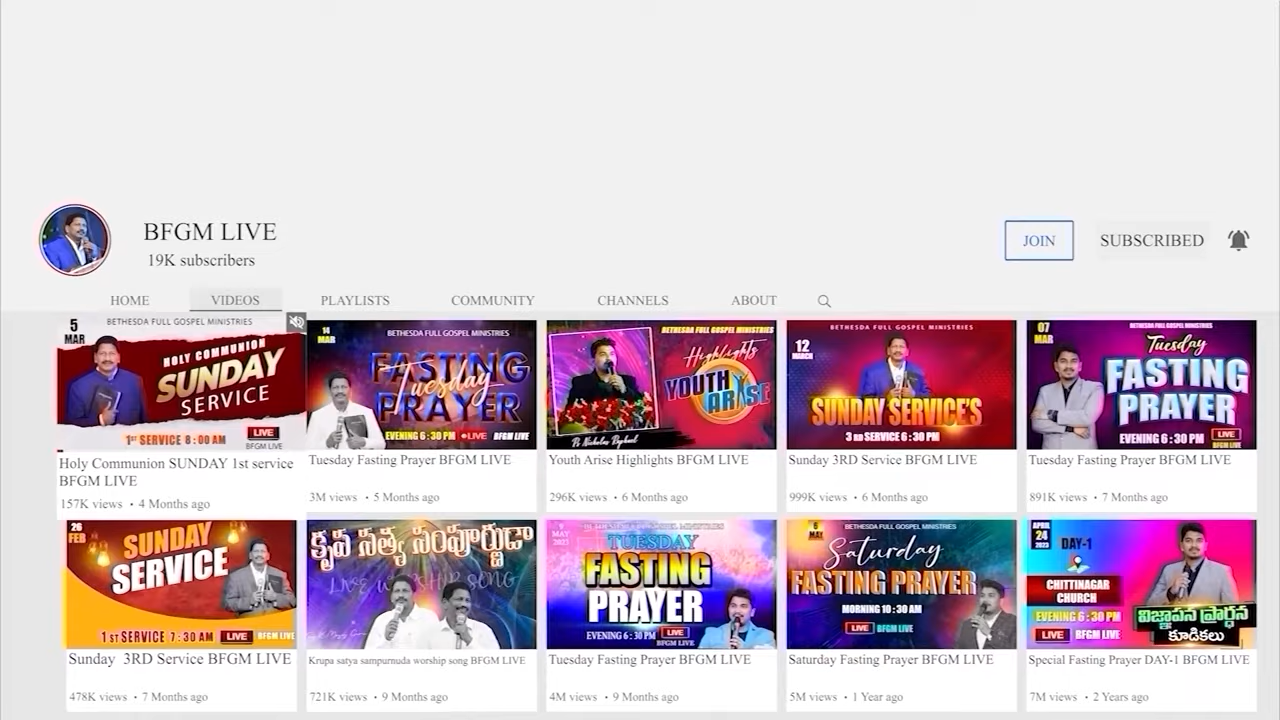 BFGM LIVE
19K subscribers
JOIN
SUBSCRIBED
HOME
VIDEOS
PLAYLISTS
COMMUNITY
CHANNELS
ABOUT
5
MAR
BETHESDA FULL GOSPEL MINISTRIES
HOLY COMMUNION
SUNDAY
SERVICE
1ST SERVICE 8 : 00 AM
LIVE
BFGM LIVE
Holy Communion SUNDAY 1st service
BFGM LIVE
157K views • 4 Months ago
14
MAR
BETHESDA FULL GOSPEL MINISTRIES
FASTING
Tuesday
PRAYER
EVENING 6 : 30 PM
LIVE
BFGM LIVE
Tuesday Fasting Prayer BFGM LIVE
3M views • 5 Months ago
BETHESDA FULL GOSPEL MINISTRIES
Highlights
YOUTH
ARISE
Ps Nicholas Raphael
Youth Arise Highlights BFGM LIVE
296K views • 6 Months ago
BETHESDA FULL GOSPEL MINISTRIES
12
MARCH
SUNDAY SERVICE'S
3 RD SERVICE 6 : 30 PM
Sunday 3RD Service BFGM LIVE
999K views • 6 Months ago
07
MAR
BETHESDA FULL GOSPEL MINISTRIES
Tuesday
FASTING
PRAYER
EVENING 6 : 30 PM
LIVE
BFGM LIVE
Tuesday Fasting Prayer BFGM LIVE
891K views • 7 Months ago
26
FEB
SUNDAY
SERVICE
1 ST SERVICE 7 : 30 AM
LIVE
BFGM LIVE
Sunday 3RD Service BFGM LIVE
478K views • 7 Months ago
కృప సత్య సంపూర్ణుడా
LIVE WORSHIP SONG
Krupa satya sampurnuda worship song BFGM LIVE
721K views • 9 Months ago
9
MAY
2023
BETHESDA FULL GOSPEL MINISTRIES
TUESDAY
FASTING
PRAYER
EVENING 6 : 30 PM
LIVE
BFGM LIVE
Tuesday Fasting Prayer BFGM LIVE
4M views • 9 Months ago
6
MAY
BETHESDA FULL GOSPEL MINISTRIES
Saturday
FASTING PRAYER
MORNING 10 : 30 AM
LIVE
BFGM LIVE
Saturday Fasting Prayer BFGM LIVE
5M views • 1 Year ago
APRIL
24
2023
DAY-1
CHITTINAGAR
CHURCH
EVENING 6 : 30 PM
LIVE
BFGM LIVE
విజ్ఞాపన ప్రార్థన
కూడికలు
Special Fasting Prayer DAY-1 BFGM LIVE
7M views • 2 Years ago